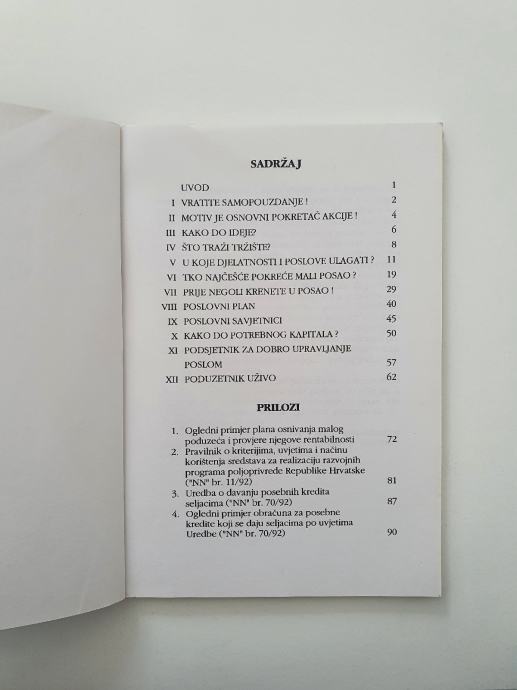 SADRŽAJ
UVOD 1
I VRATITE SAMOPOUZDANJE ! 2
II MOTIV JE OSNOVNI POKRETAČ AKCIJE ! 4
III KAKO DO IDEJE? 6
IV ŠTO TRAŽI TRŽIŠTE? 8
V U KOJE DJELATNOSTI I POSLOVE ULAGATI ? 11
VI TKO NAJČEŠĆE POKREĆE MALI POSAO ? 19
VII PRIJE NEGOLI KRENETE U POSAO ! 29
VIII POSLOVNI PLAN 40
IX POSLOVNI SAVJETNICI 45
X KAKO DO POTREBNOG KAPITALA ? 50
XI PODSJETNIK ZA DOBRO UPRAVLJANJE
POSLOM 57
XII PODUZETNIK UŽIVO 62
PRILOZI
1. Ogledni primjer plana osnivanja malog
poduzeća i provjere njegove rentabilnosti 72
2. Pravilnik o kriterijima, uvjetima i načinu
korištenja sredstava za realizaciju razvojnih
programa poljoprivrede Republike Hrvatske
("NN" br. 11/92) 81
3. Uredba o davanju posebnih kredita
seljacima ("NN" br. 70/92) 87
4. Ogledni primjer obračuna za posebne
kredite koji se daju seljacima po uvjetima
Uredbe ("NN" br. 70/92) 90